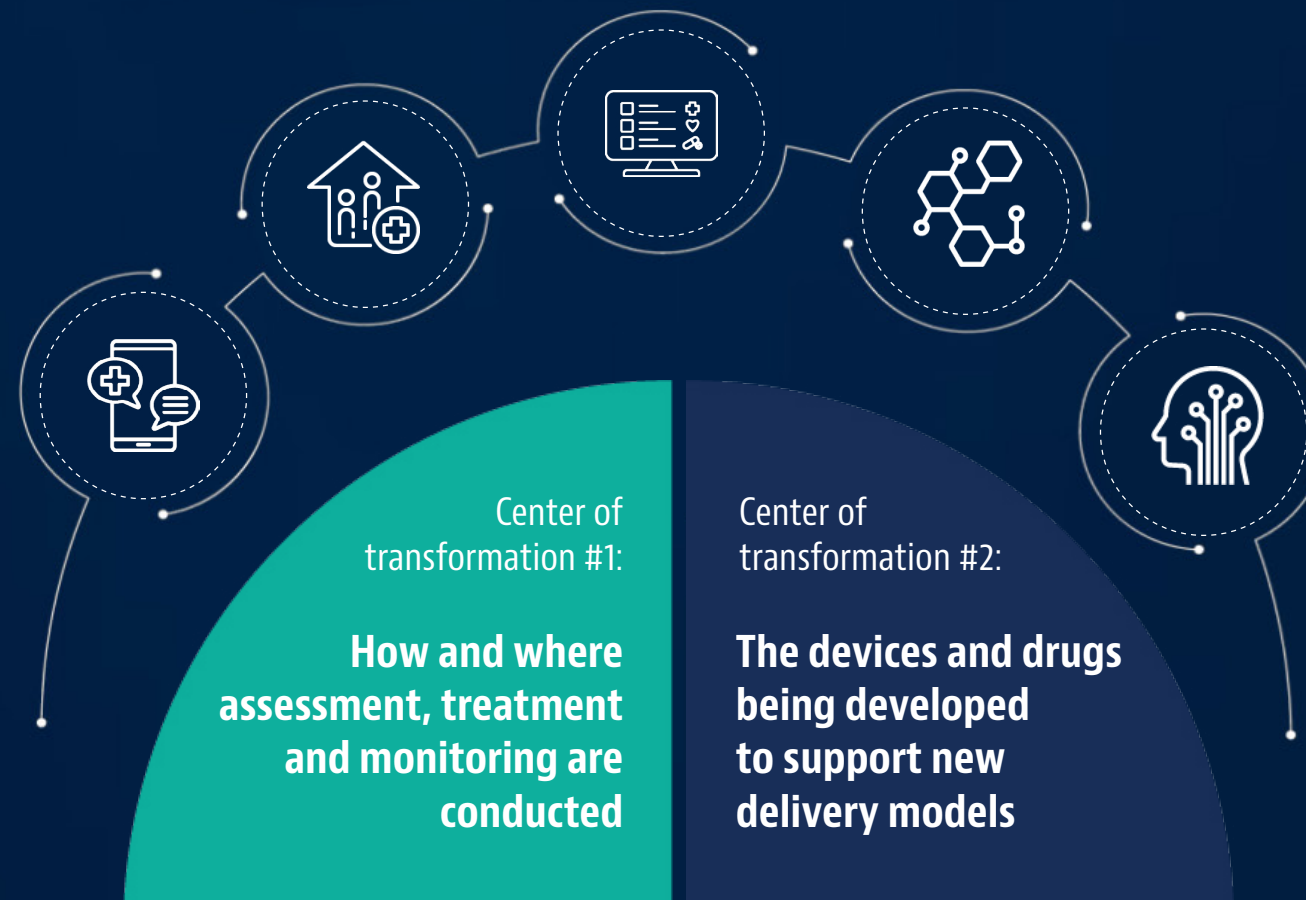 Center of
transformation #1:
How and where
assessment, treatment
and monitoring are
conducted
Center of
transformation #2:
The devices and drugs
being developed
to support new
delivery models